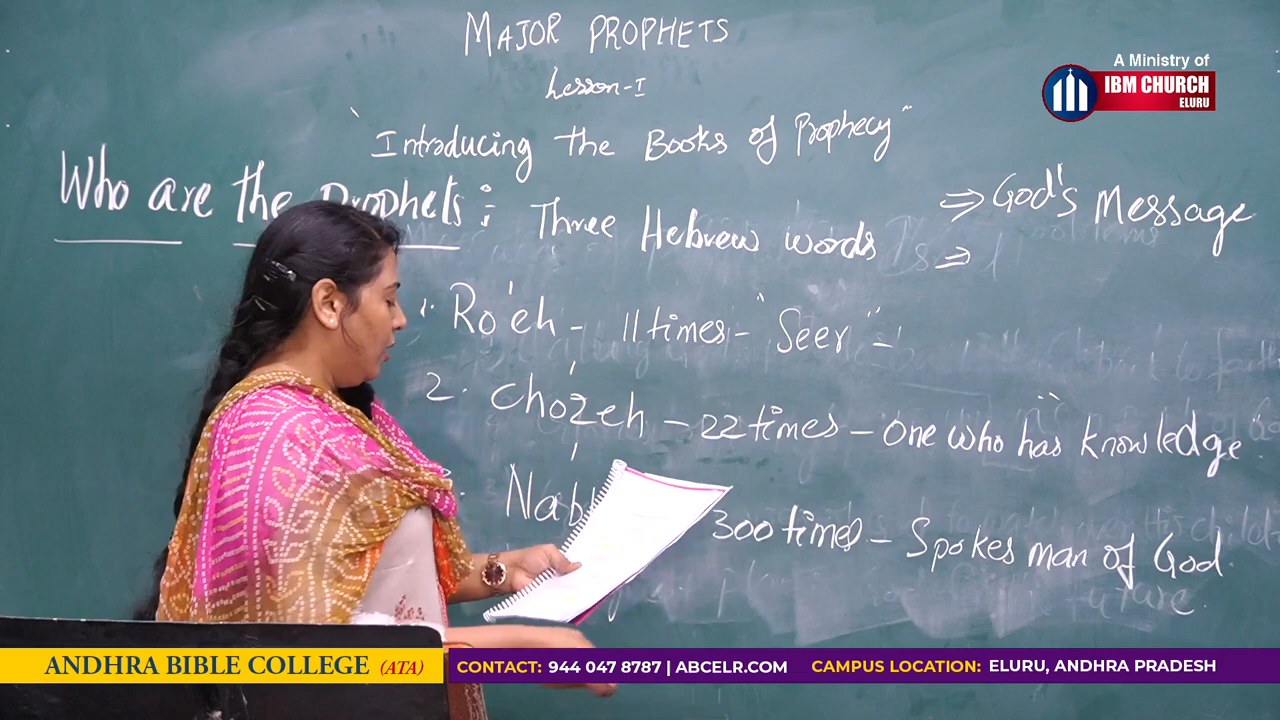 MAJOR PROPHETS
Lesson-I
"Introducing the Books of Prophecy"
Who are the Prophets: Three Hebrew words
⇒ God's Message
⇒
1. Ro'eh - 11 times - "Seer" -
2. Chozeh - 22 times - One who has knowledge
300 times - Spokes man of God
A Ministry of
IBM CHURCH
ELURU
ANDHRA BIBLE COLLEGE (ATA)
CONTACT: 944 047 8787 | ABCELR.COM
CAMPUS LOCATION: ELURU, ANDHRA PRADESH